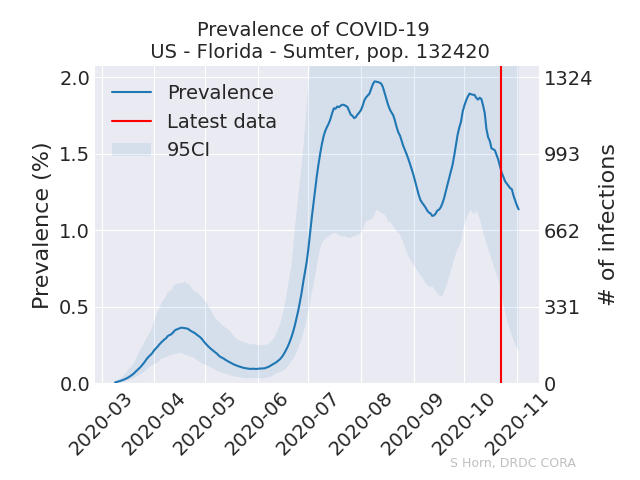 Prevalence of COVID-19
US - Florida - Sumter, pop. 132420
Prevalence
Latest data
95CI
Prevalence (%)
2.0
1.5
1.0
0.5
0.0
1324
993
662
331
0
# of infections
2020-03
2020-04
2020-05
2020-06
2020-07
2020-08
2020-09
2020-10
2020-11
S Horn, DRDC CORA